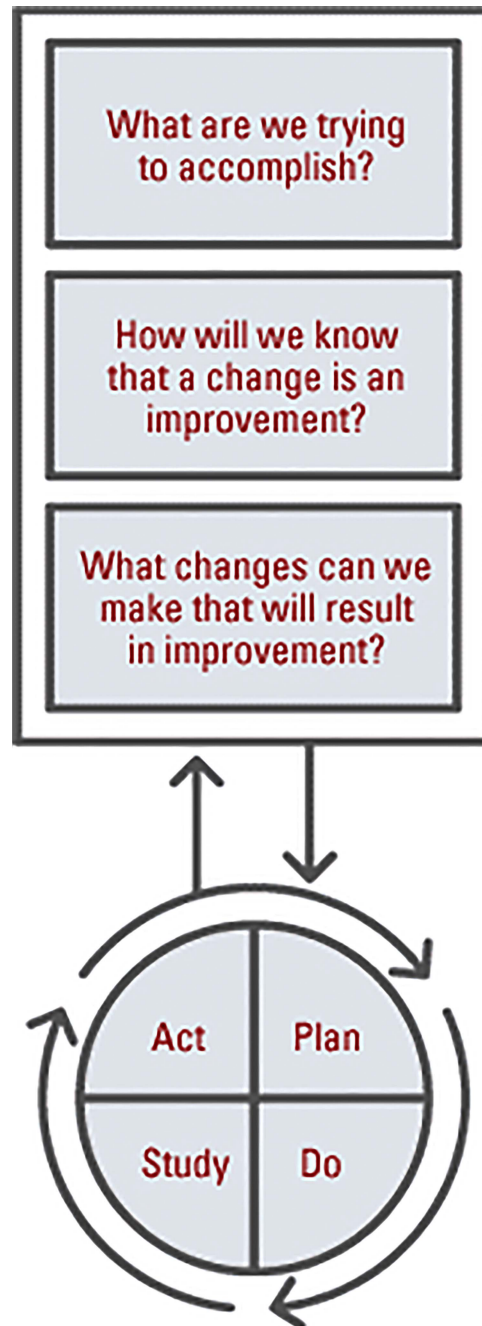 What are we trying
to accomplish?
How will we know
that a change is an
improvement?
What changes can we
make that will result
in improvement?
Act
Plan
Study
Do